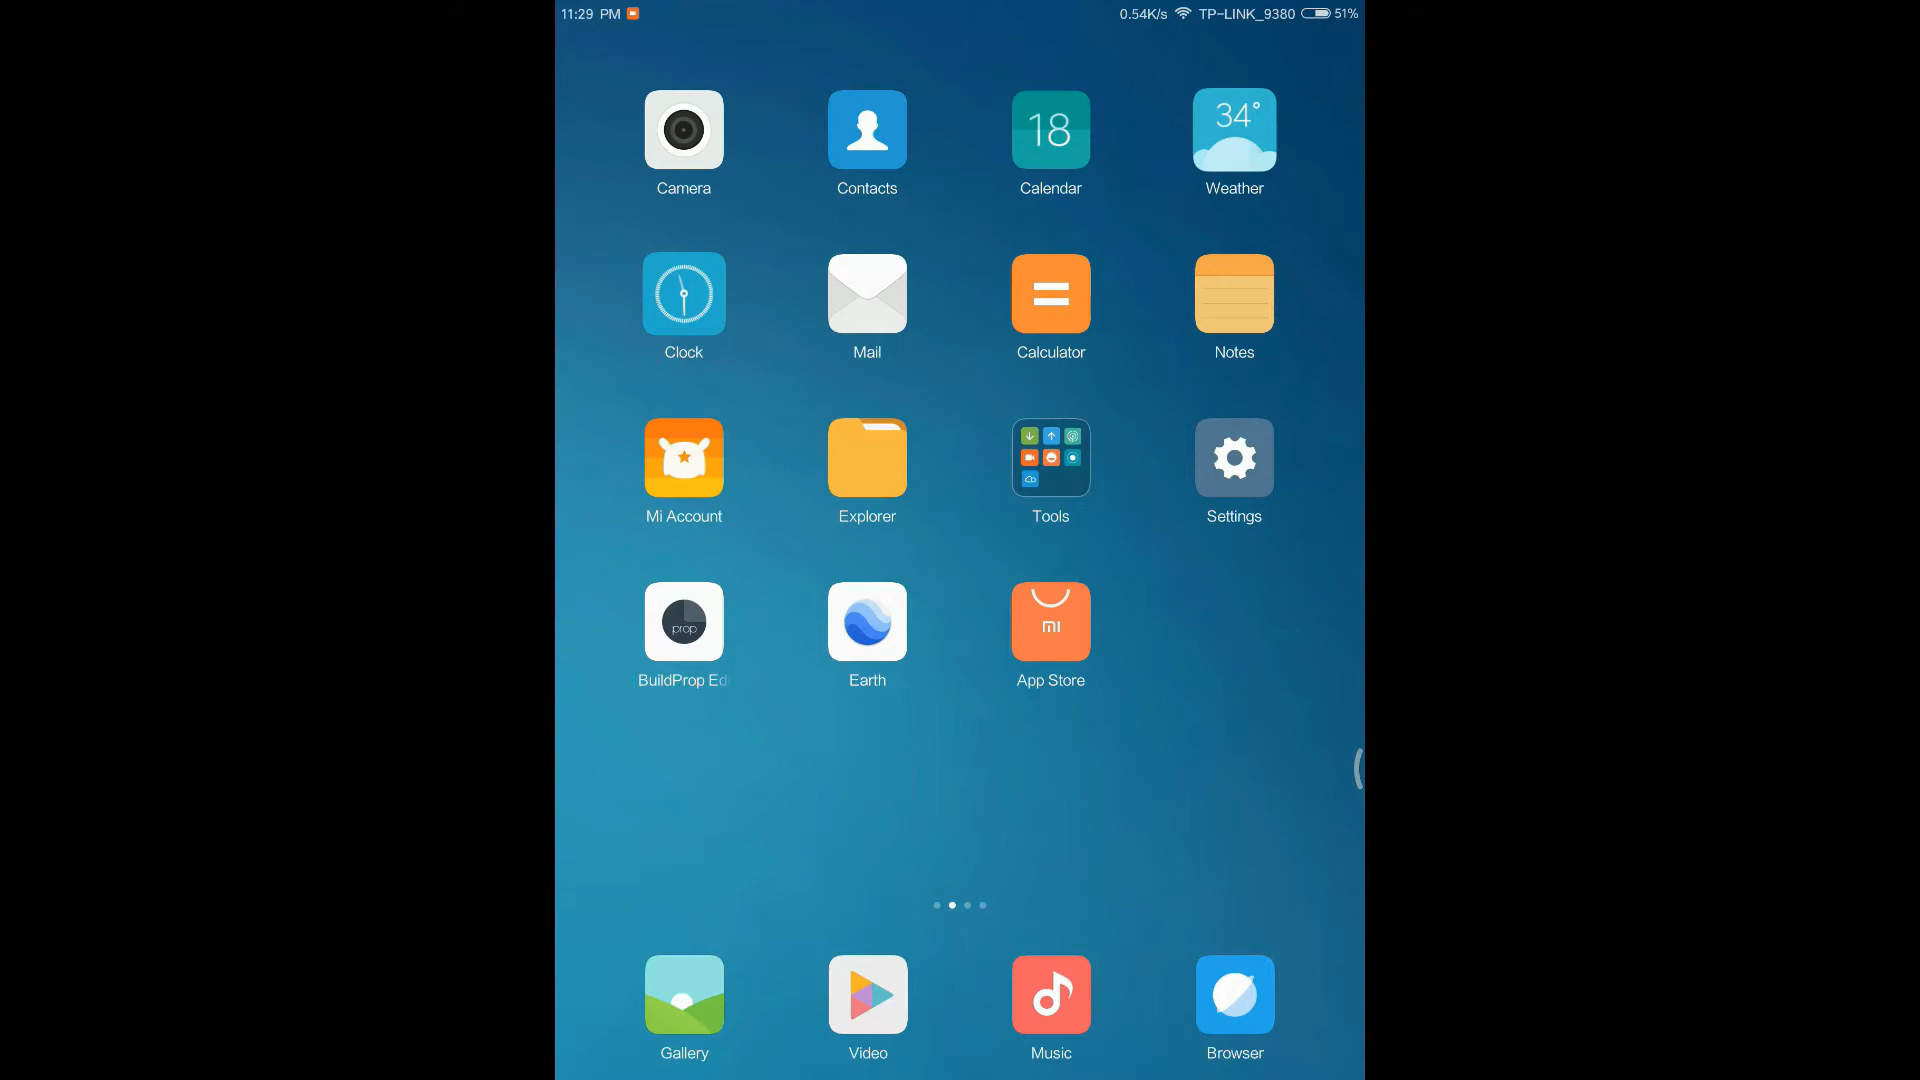 11:29 PM
0.54K/s TP-LINK_9380 51%
18
34°
Camera
Contacts
Calendar
Weather
Clock
Mail
Calculator
Notes
Mi Account
Explorer
Tools
Settings
prop
MI
BuildProp Ed
Earth
App Store
Gallery
Video
Music
Browser